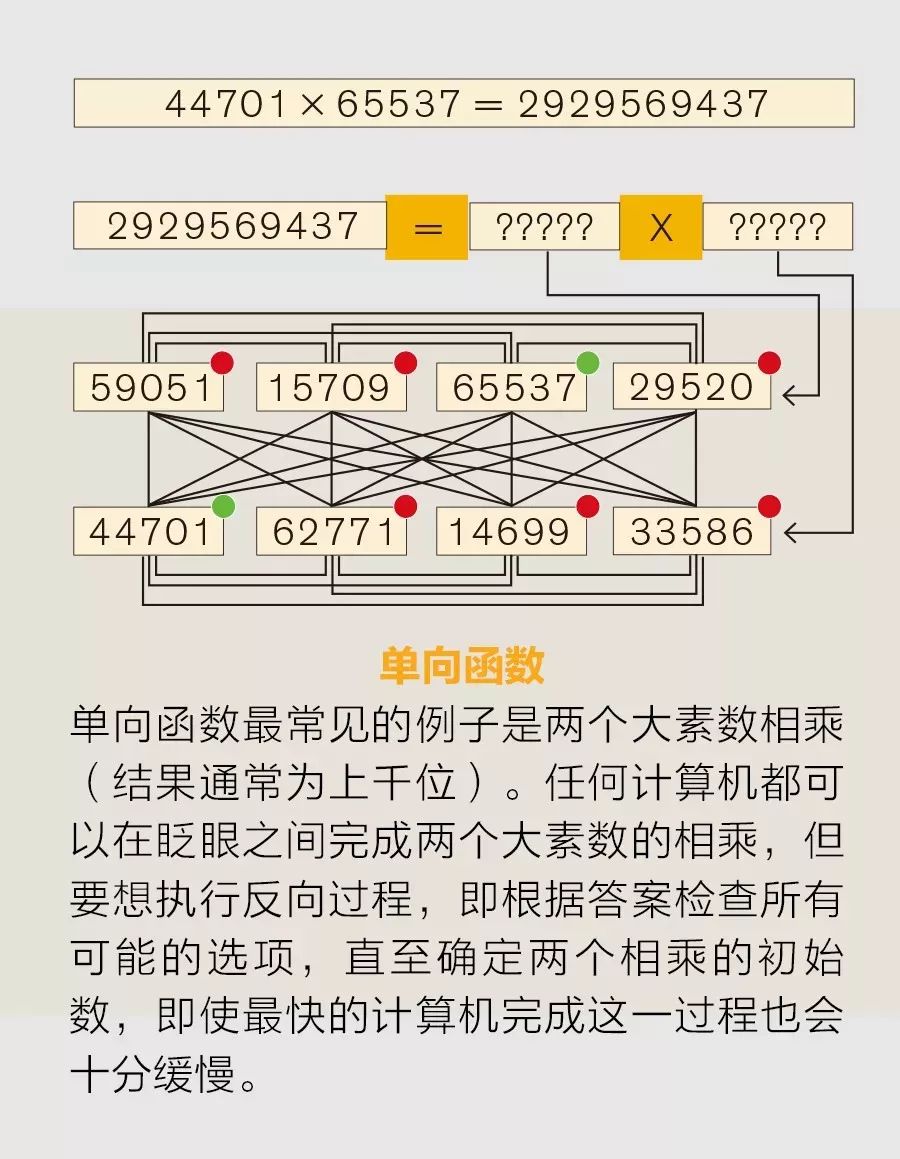 44701×65537=2929569437
2929569437 = ????? X ?????
59051 15709 65537 29520
44701 62771 14699 33586
单向函数
单向函数最常见的例子是两个大素数相乘
（结果通常为上千位）。任何计算机都可
以在眨眼之间完成两个大素数的相乘，但
要想执行反向过程，即根据答案检查所有
可能的选项，直至确定两个相乘的初始
数，即使最快的计算机完成这一过程也会
十分缓慢。